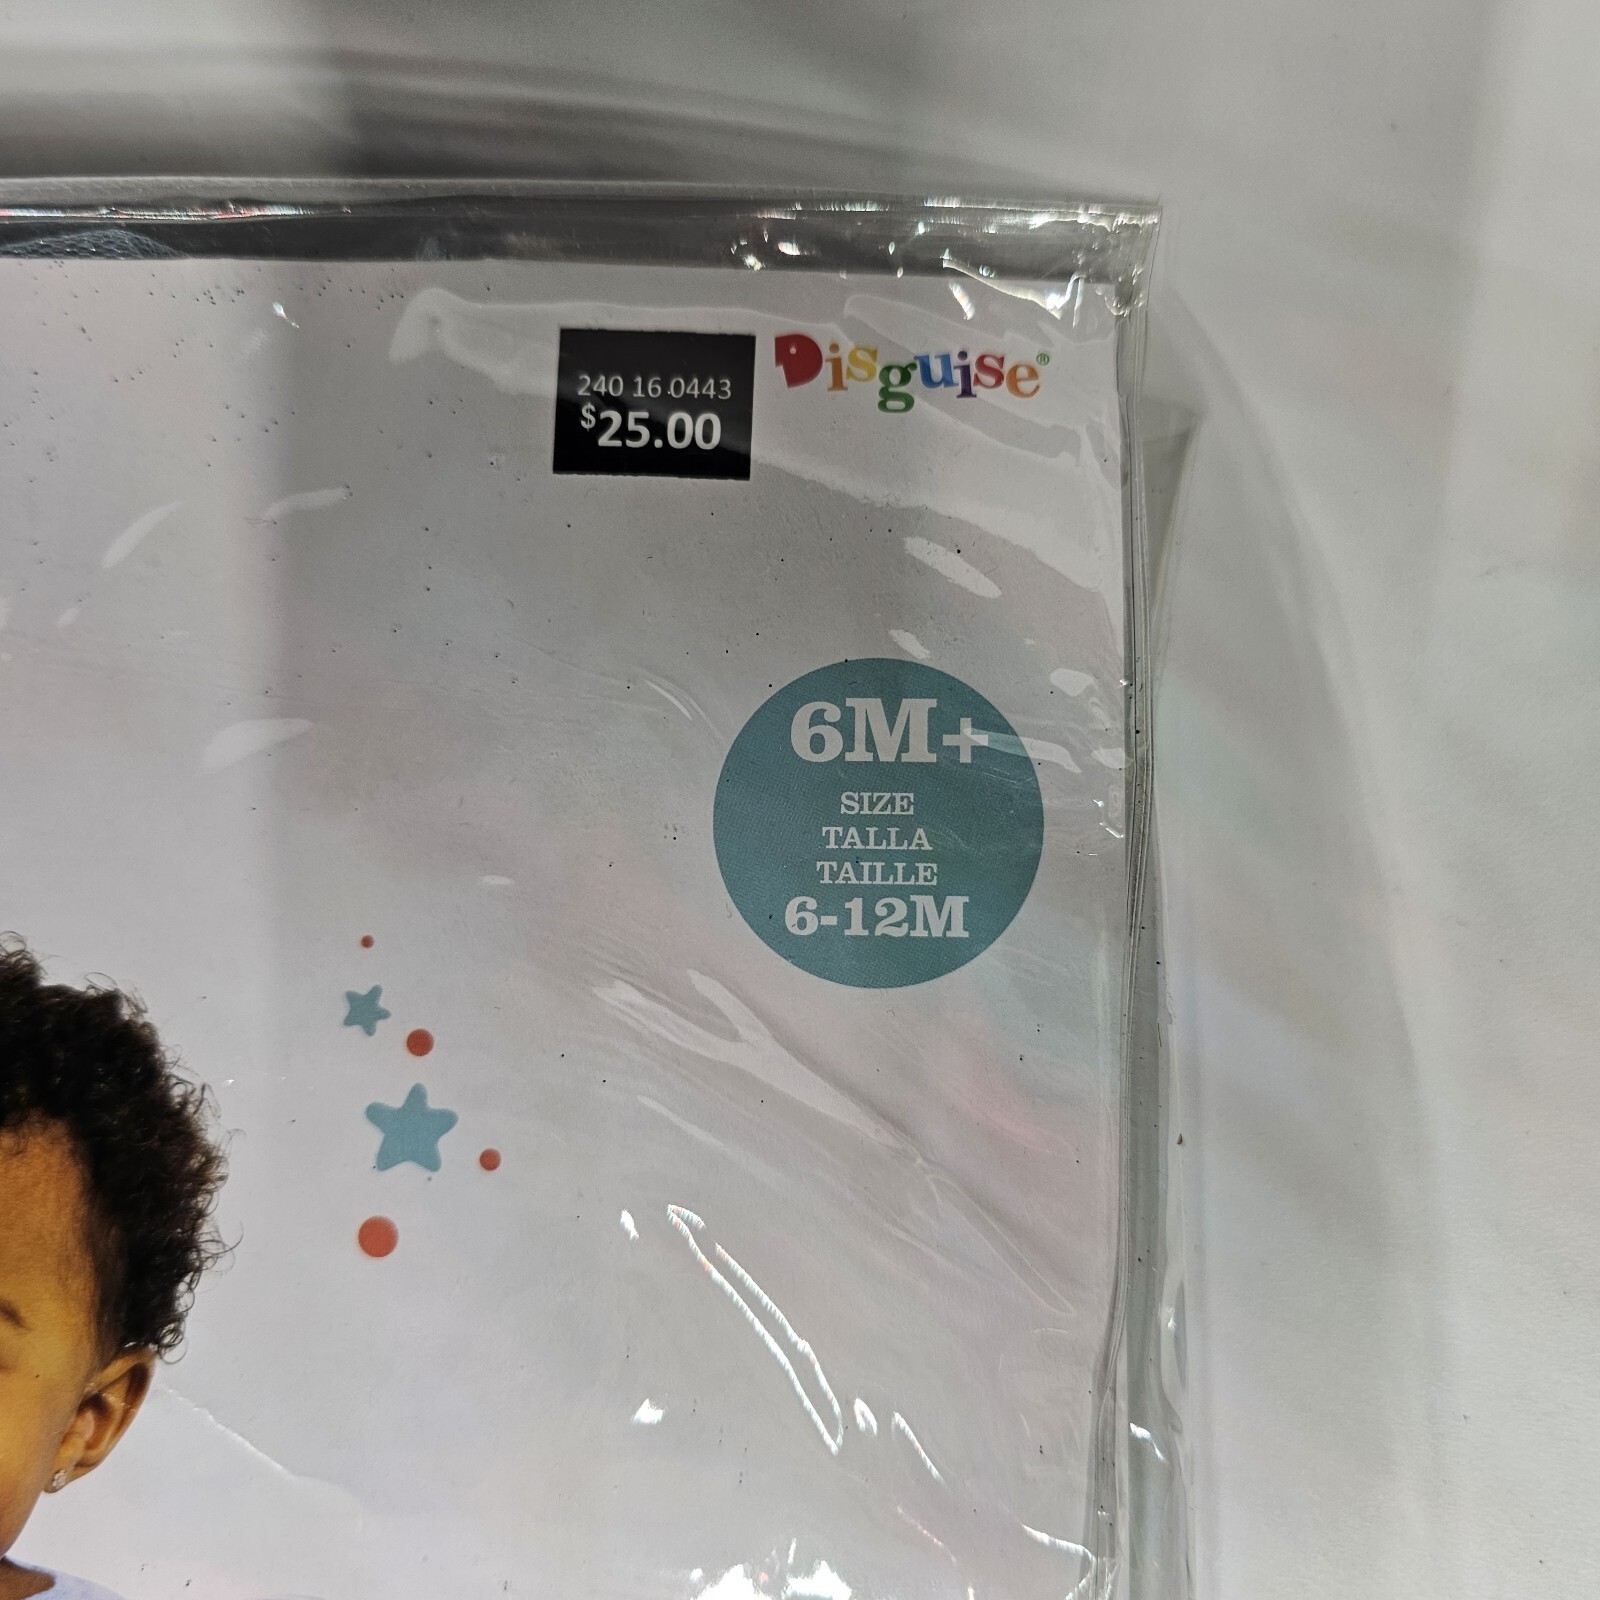 240 16 0443
$25.00
Disguise®
6M+
SIZE
TALLA
TAILLE
6-12M